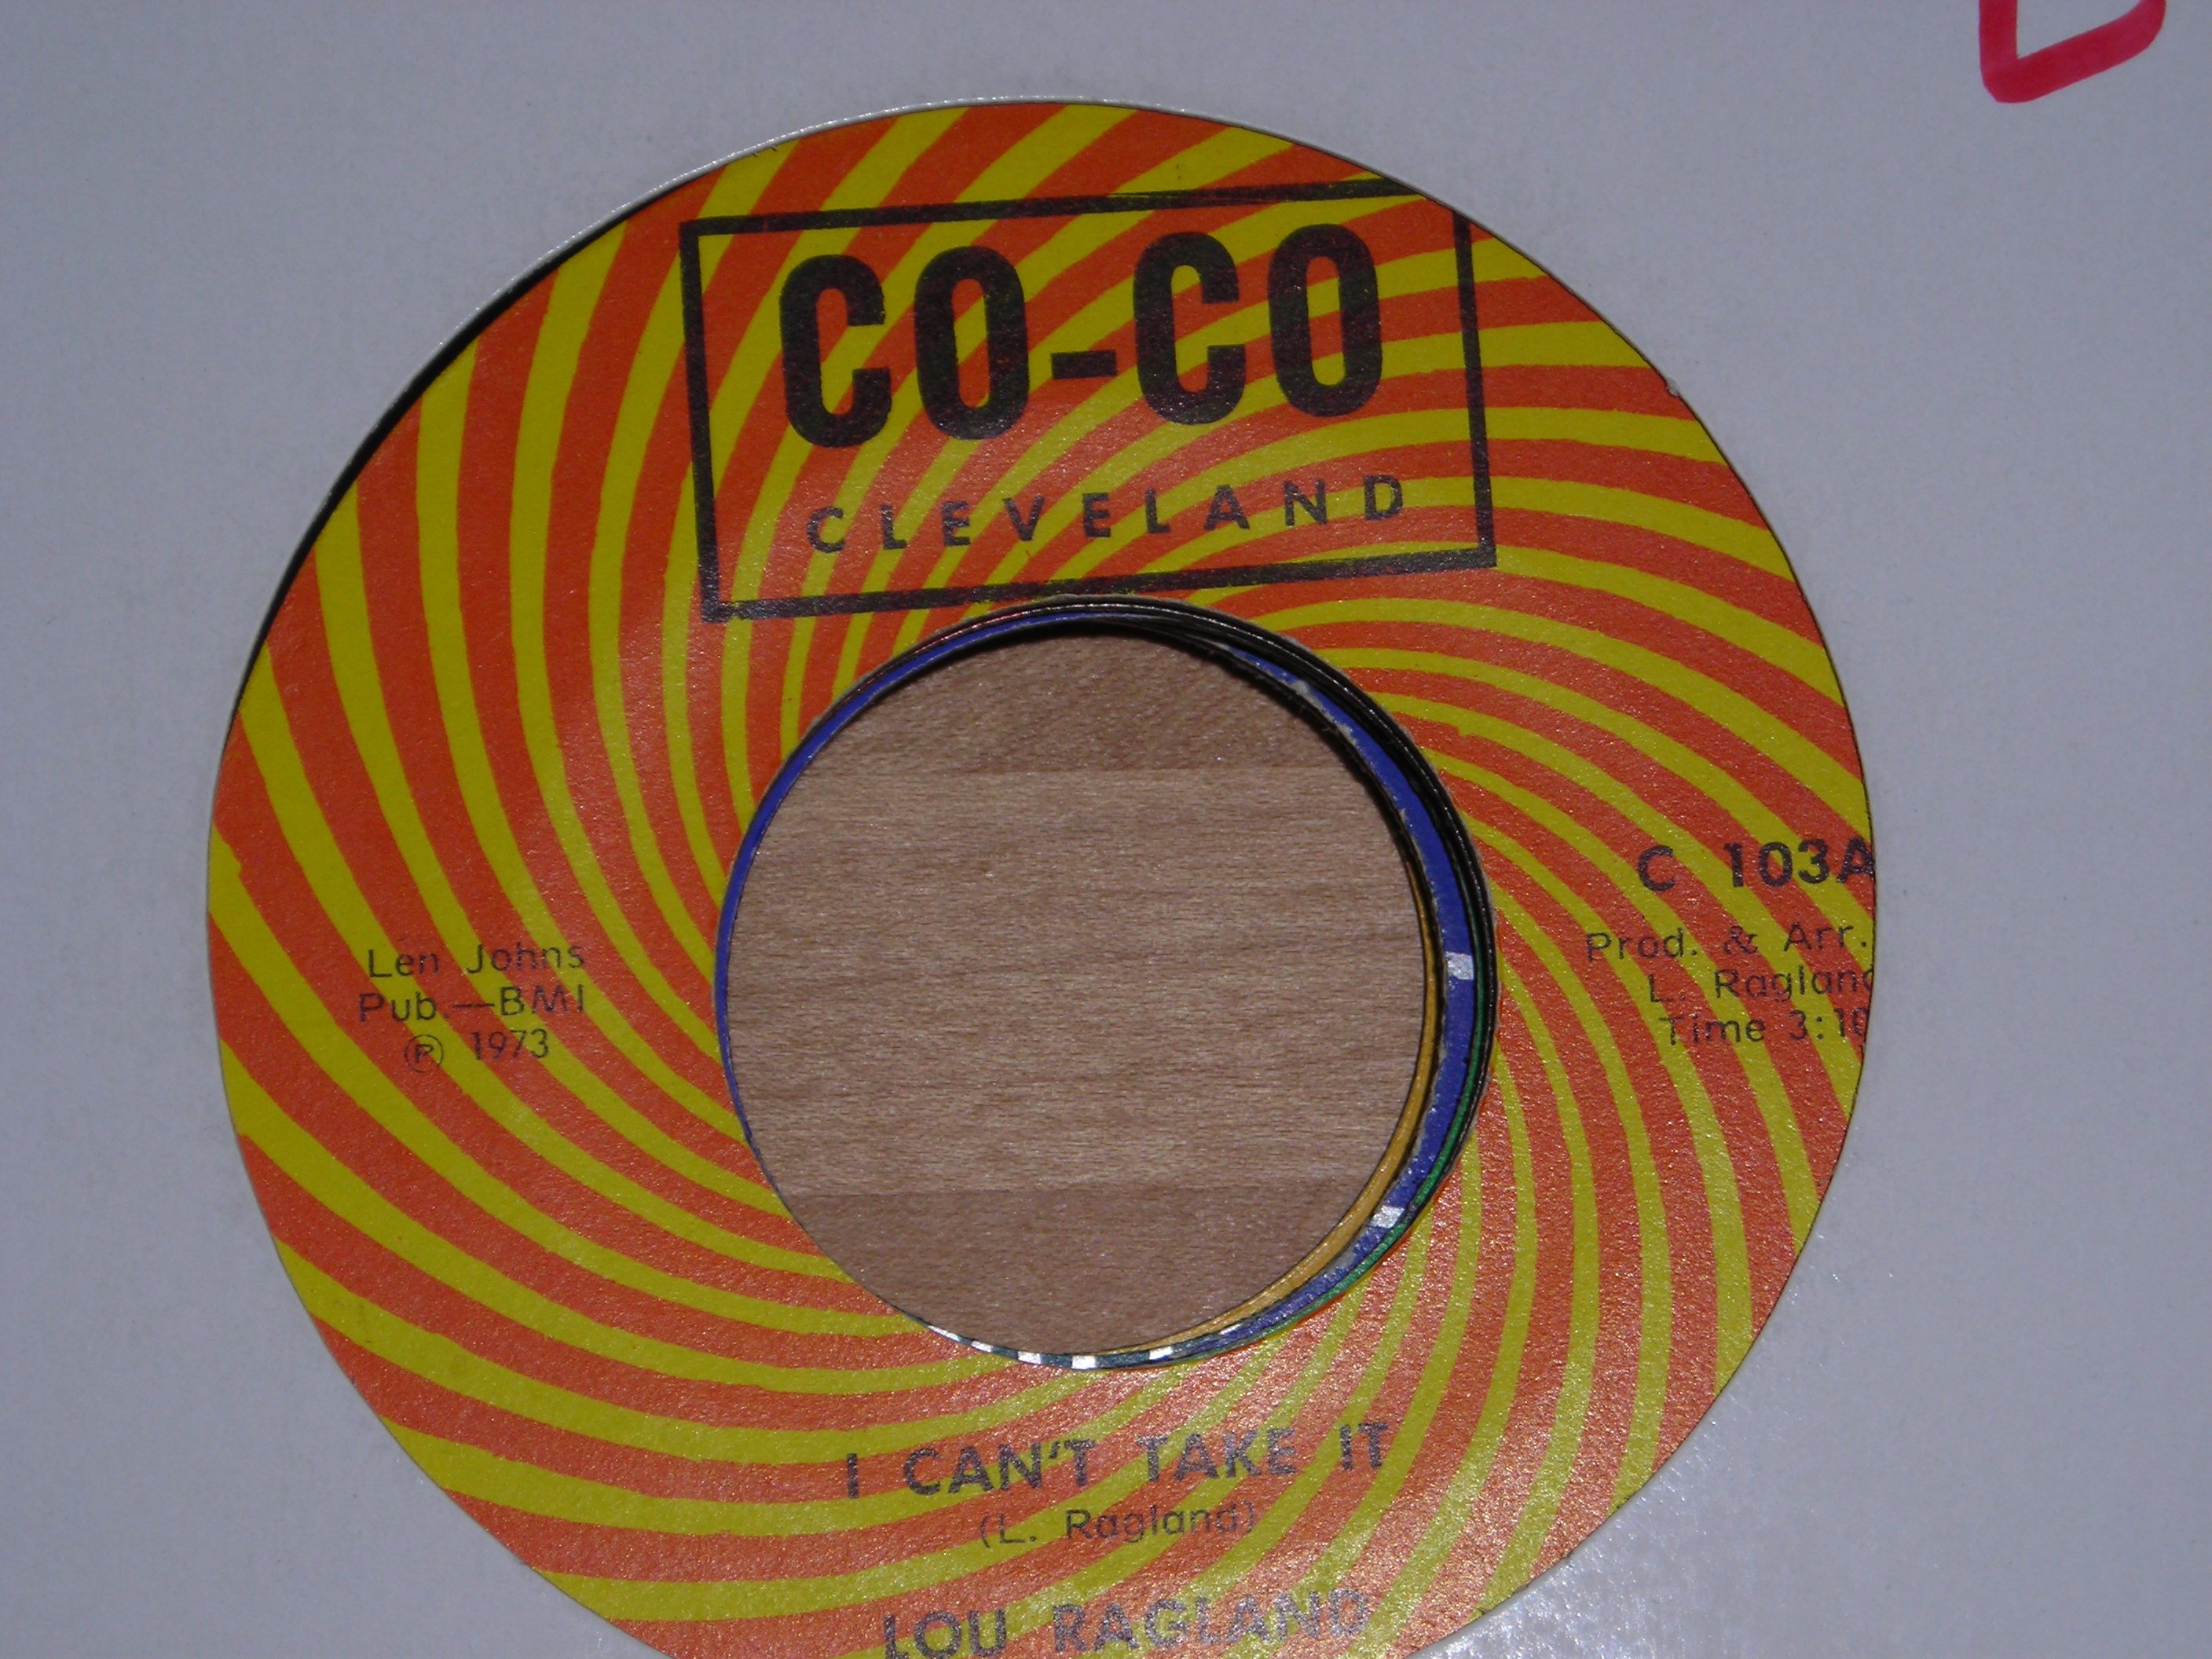 CO-CO
CLEVELAND
C 103A
Prod. & Arr.
L. Ragland
Time 3:10
Len Johns
Pub.—BMI
Ⓟ 1973
I CAN'T TAKE IT
(L. Ragland)
LOU RAGLAND